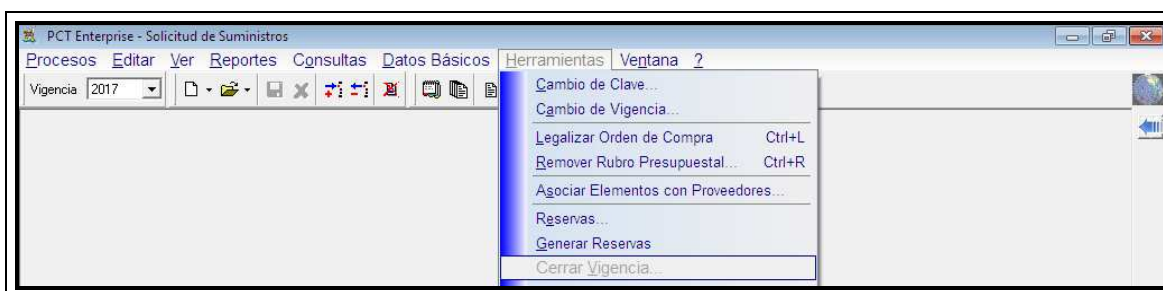 PCT Enterprise - Solicitud de Suministros
Procesos Editar Ver Reportes Consultas Datos Básicos Herramientas Ventana ?
Vigencia 2017
Cambio de Clave...
Cambio de Vigencia...
Legalizar Orden de Compra Ctrl+L
Remover Rubro Presupuestal... Ctrl+R
Asociar Elementos con Proveedores...
Reservas...
Generar Reservas
Cerrar Vigencia...